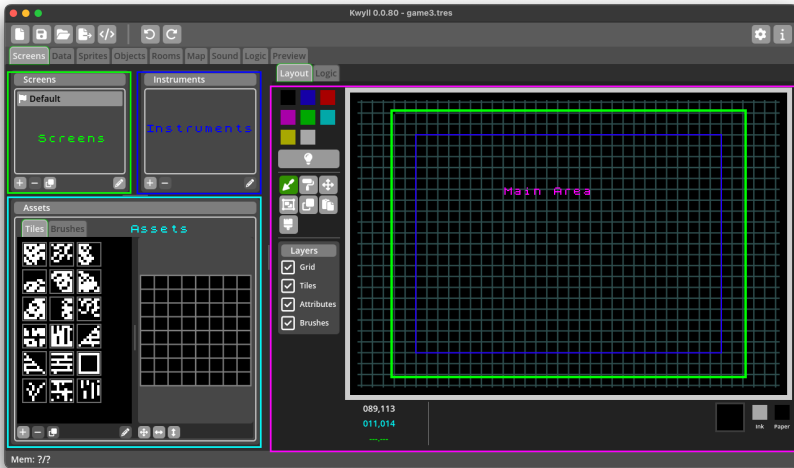 Kwyll 0.0.80 - game3.tres
Screens Data Sprites Objects Rooms Map Sound Logic Preview
Screens
Default
Screens
Instruments
Instruments
Layout Logic
Main Area
Assets
Tiles Brushes
Assets
Layers
Grid
Tiles
Attributes
Brushes
089,113
011,014
---,---
Ink Paper
Mem: ?/?